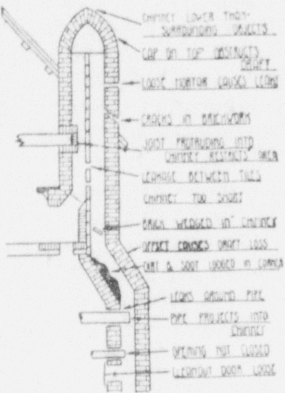 CHIMNEY LOWER THAN
SURROUNDING OBJECTS
CAP ON TOP OBSTRUCTS
LOOSE MORTAR CAUSES LEAKS
CRACKS IN BRICKWORK
JOIST PROTRUDING INTO
CHIMNEY RESTRICTS AREA
LEAKAGE BETWEEN TILES
CHIMNEY TOO SHORT
BRICK WEDGED IN CHIMNEY
OFFSET CAUSES DRAFT LOSS
DIRT & SOOT LODGED IN CORNER
LEAKS AROUND PIPE
PIPE PROJECTS INTO
CHIMNEY
OPENING NOT CLOSED
CLEANOUT DOOR LOOSE